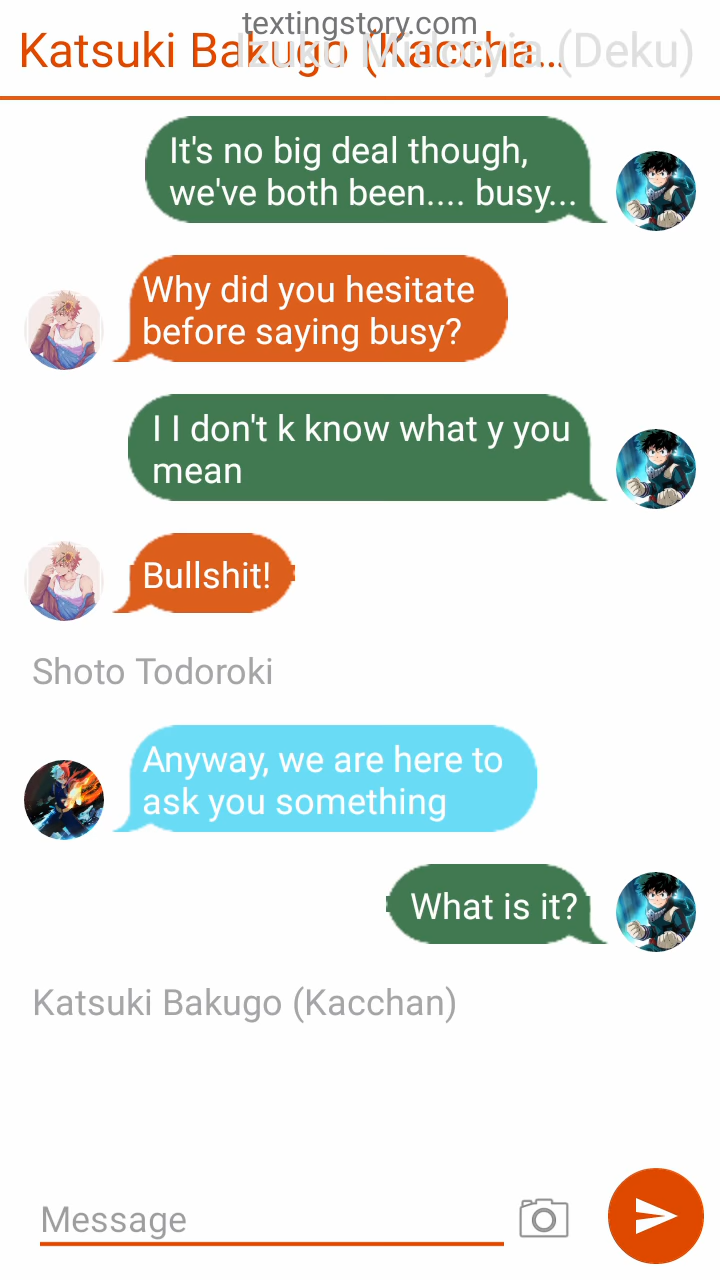 textingstory.com
Katsuki Bakugo (Kaccha...
(Deku)
It's no big deal though,
we've both been.... busy...
Why did you hesitate
before saying busy?
I I don't k know what y you
mean
Bullshit!
Shoto Todoroki
Anyway, we are here to
ask you something
What is it?
Katsuki Bakugo (Kacchan)
Message